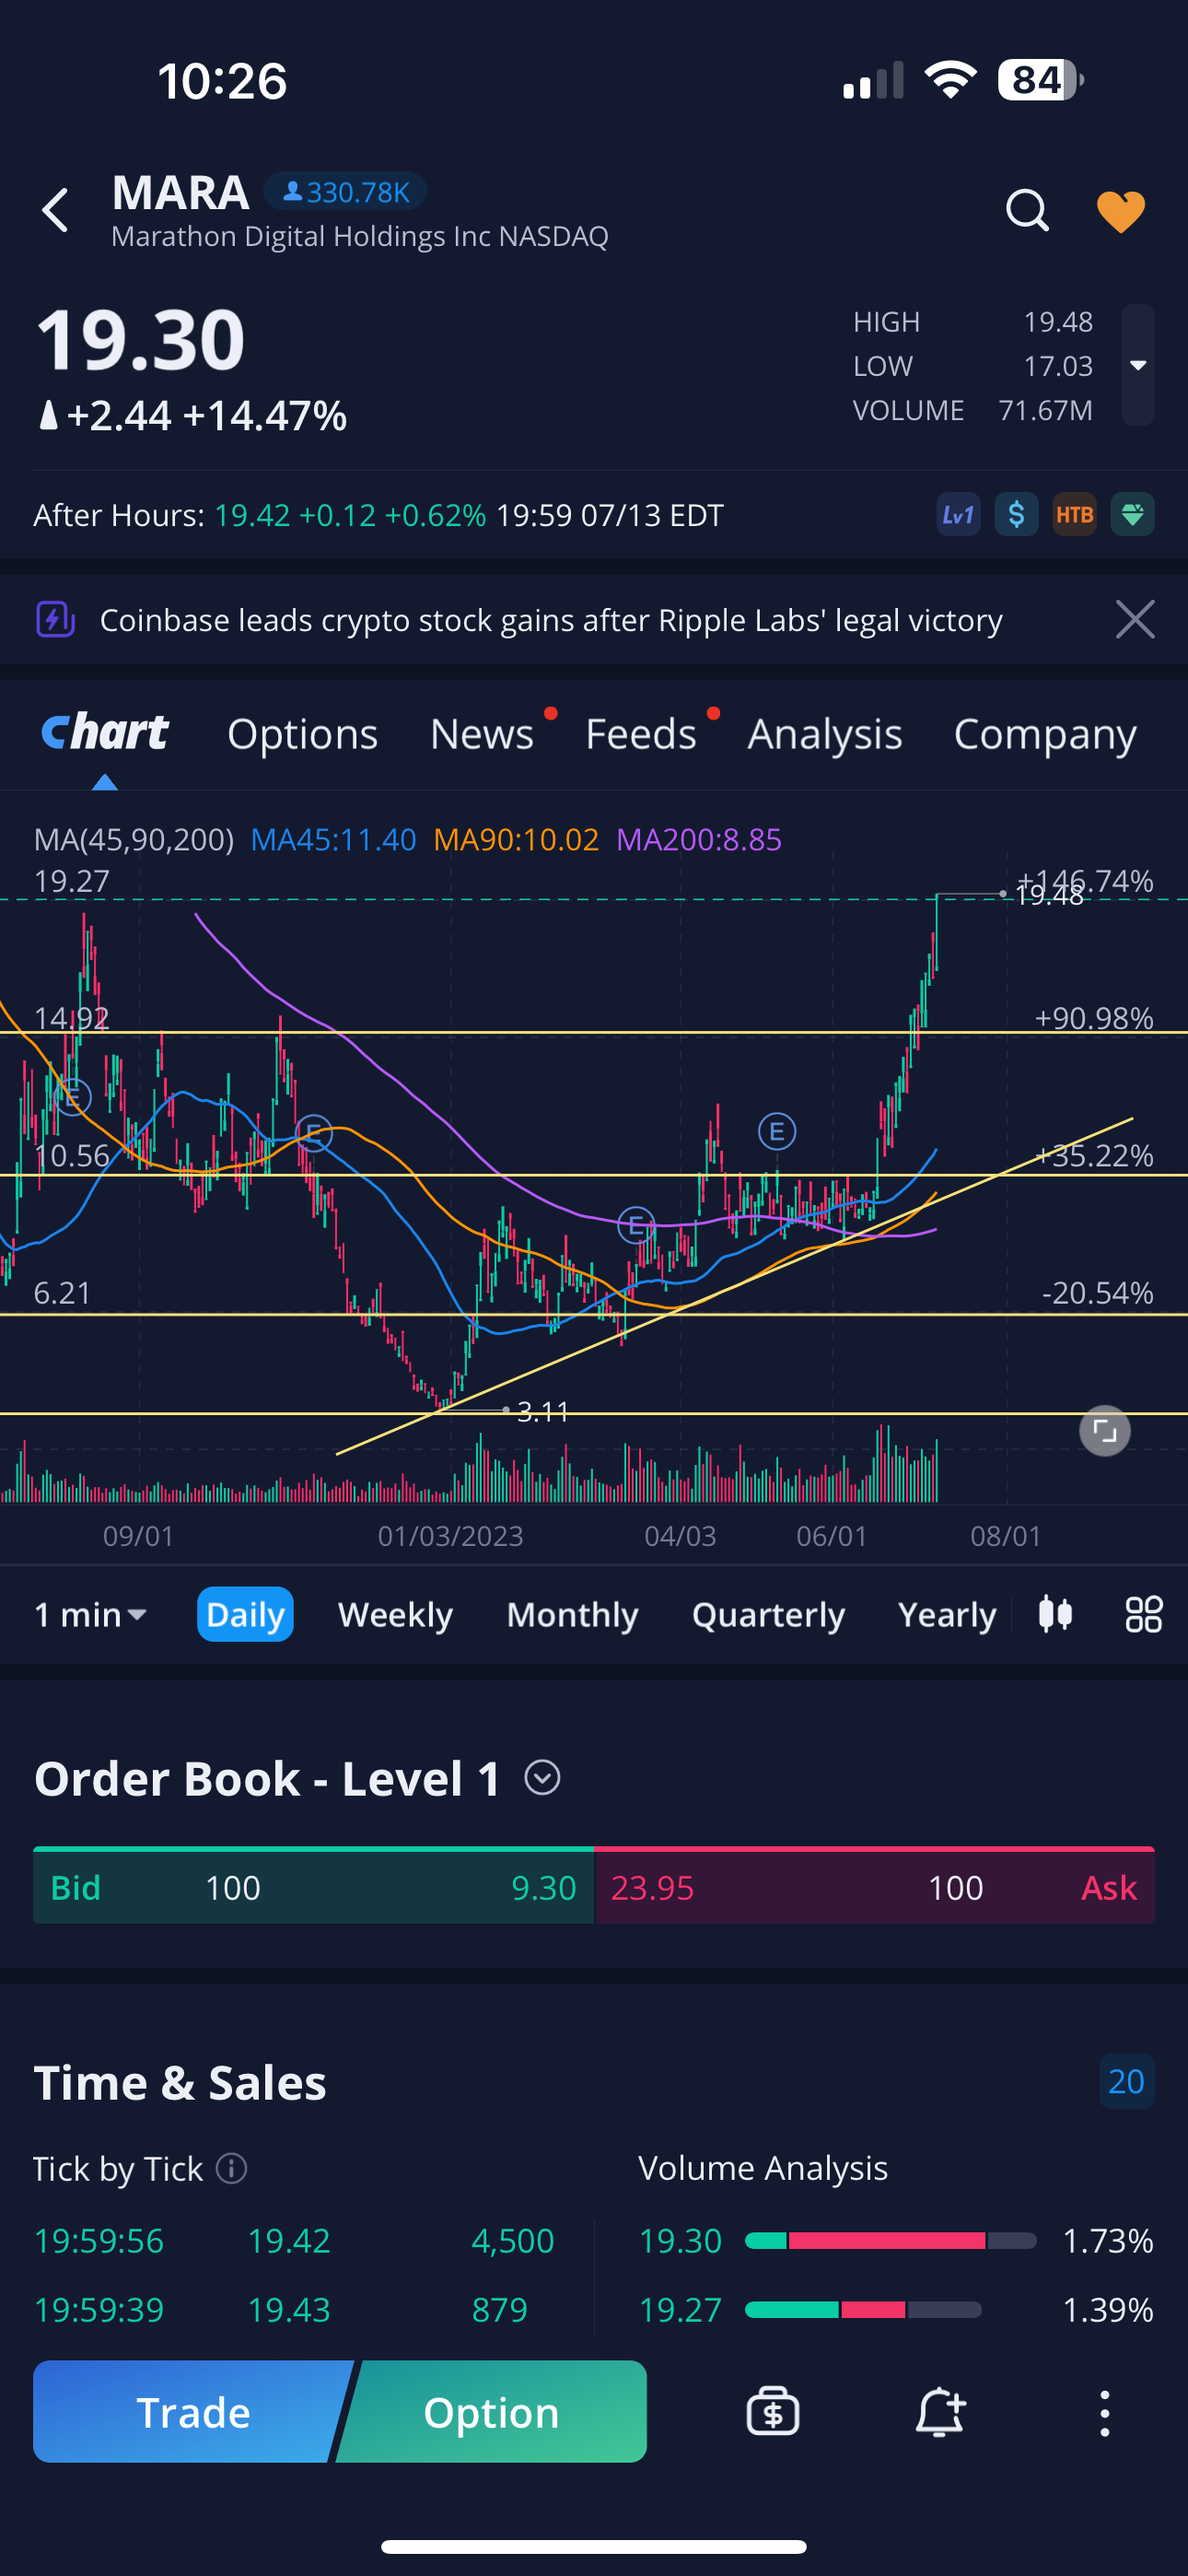 10:26 84
MARA 330.78K
Marathon Digital Holdings Inc NASDAQ
19.30
+2.44 +14.47%
HIGH 19.48
LOW 17.03
VOLUME 71.67M
After Hours: 19.42 +0.12 +0.62% 19:59 07/13 EDT Lv1 $ HTB
Coinbase leads crypto stock gains after Ripple Labs' legal victory
Chart Options News Feeds Analysis Company
MA(45,90,200) MA45:11.40 MA90:10.02 MA200:8.85
19.27 +146.74%
19.48
14.92 +90.98%
E
E
E
10.56 +35.22%
E
6.21 -20.54%
3.11
09/01 01/03/2023 04/03 06/01 08/01
1 min Daily Weekly Monthly Quarterly Yearly
Order Book - Level 1
Bid 100 9.30 23.95 100 Ask
Time & Sales 20
Tick by Tick Volume Analysis
19:59:56 19.42 4,500 19.30 1.73%
19:59:39 19.43 879 19.27 1.39%
Trade Option $